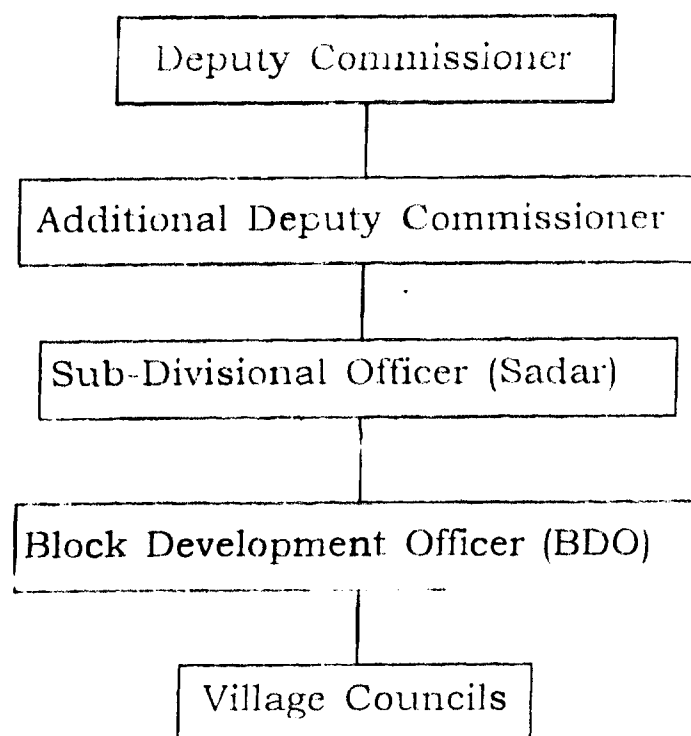 Deputy Commissioner
Additional Deputy Commissioner
Sub-Divisional Officer (Sadar)
Block Development Officer (BDO)
Village Councils